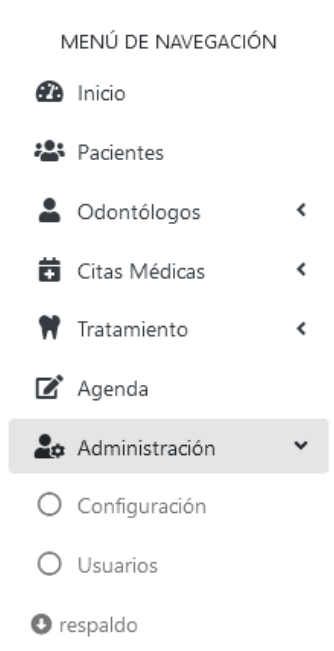 MENÚ DE NAVEGACIÓN
Inicio
Pacientes
Odontólogos
Citas Médicas
Tratamiento
Agenda
Administración
Configuración
Usuarios
respaldo